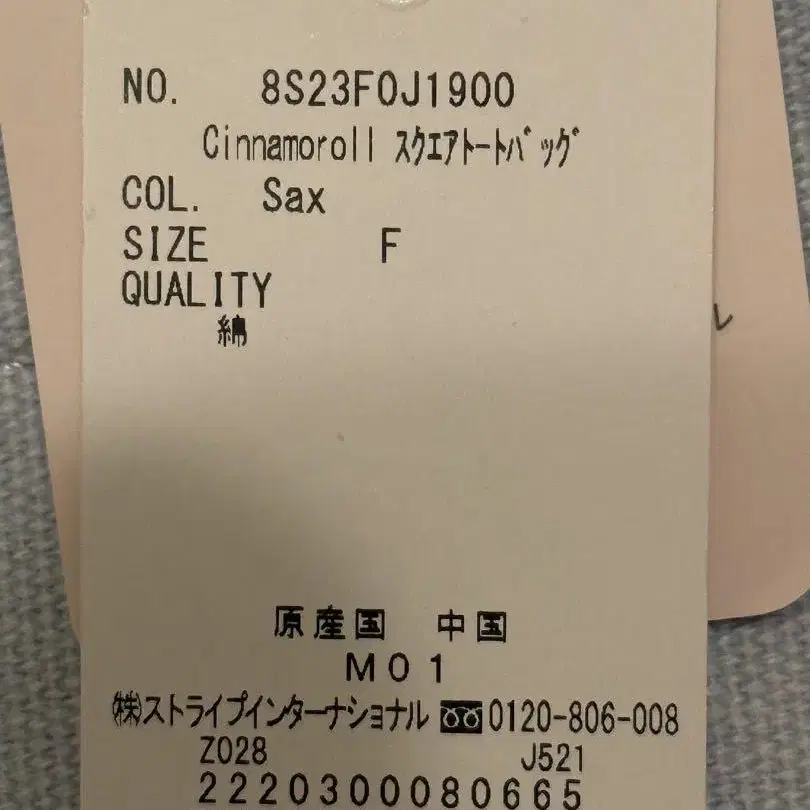 NO. 8S23F0J1900
Cinnamoroll ｽｸｴｱﾄｰﾄﾊﾞｯｸﾞ
COL. Sax
SIZE F
QUALITY
綿
原産国 中国
M01
㈱ストライプインターナショナル 0120-806-008
Z028 J521
2220300080665
ル